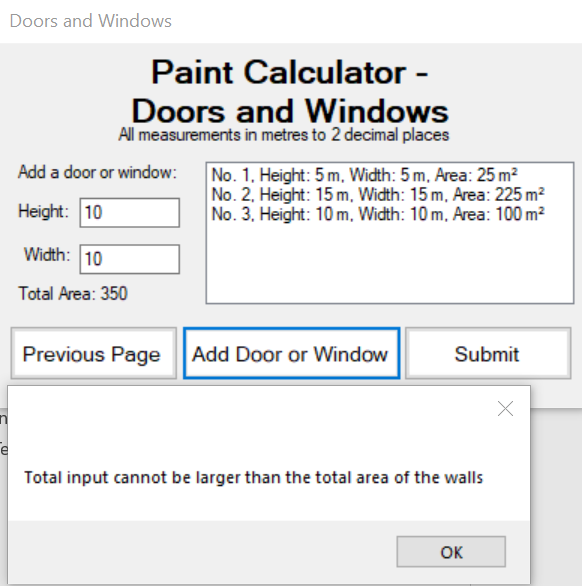 Doors and Windows
Paint Calculator -
Doors and Windows
All measurements in metres to 2 decimal places
Add a door or window:
Height: 10
Width: 10
Total Area: 350
No. 1, Height: 5 m, Width: 5 m, Area: 25 m²
No. 2, Height: 15 m, Width: 15 m, Area: 225 m²
No. 3, Height: 10 m, Width: 10 m, Area: 100 m²
Previous Page
Add Door or Window
Submit
Total input cannot be larger than the total area of the walls
OK